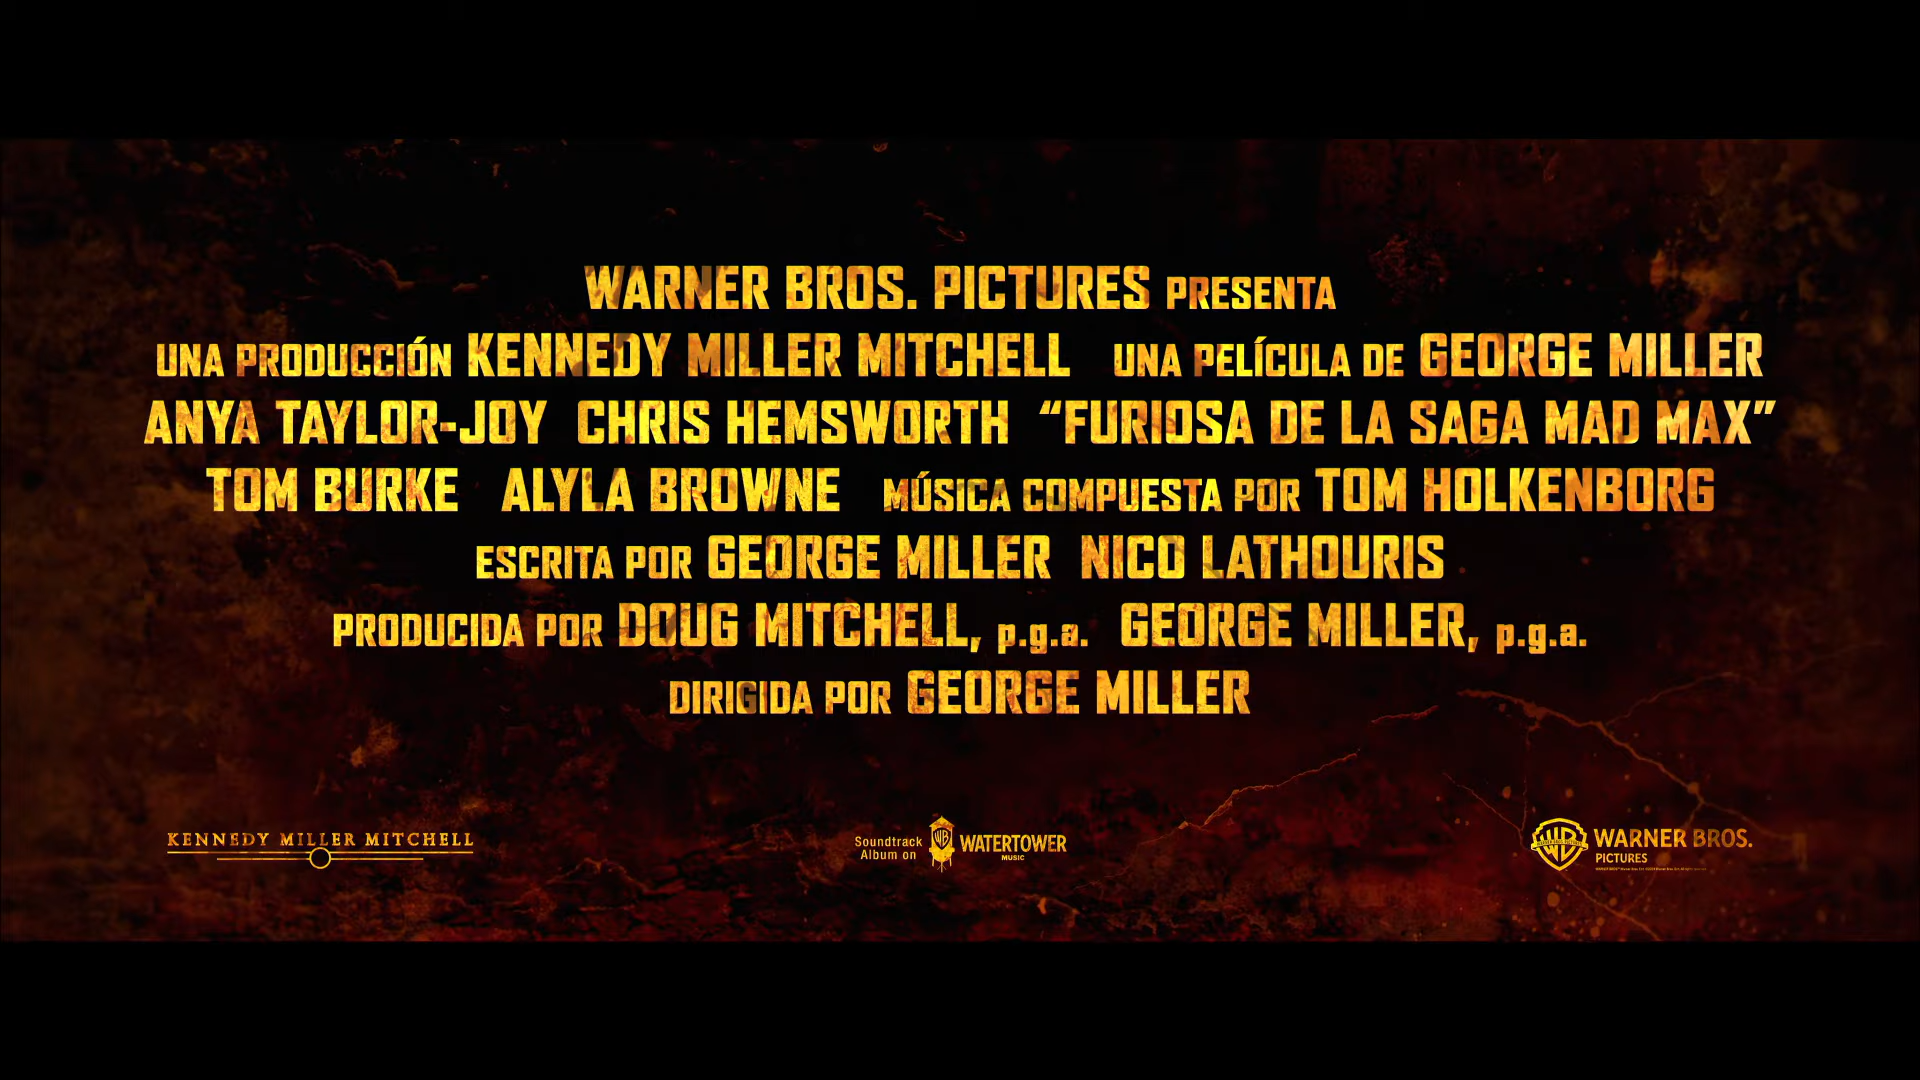 WARNER BROS. PICTURES PRESENTA
UNA PRODUCCIÓN KENNEDY MILLER MITCHELL UNA PELÍCULA DE GEORGE MILLER
ANYA TAYLOR-JOY CHRIS HEMSWORTH “FURIOSA DE LA SAGA MAD MAX”
TOM BURKE ALYLA BROWNE MÚSICA COMPUESTA POR TOM HOLKENBORG
ESCRITA POR GEORGE MILLER NICO LATHOURIS
PRODUCIDA POR DOUG MITCHELL, p.g.a. GEORGE MILLER, p.g.a.
DIRIGIDA POR GEORGE MILLER
KENNEDY MILLER MITCHELL
Soundtrack
Album on
WB
WATERTOWER
MUSIC
WB
WARNER BROS.
PICTURES